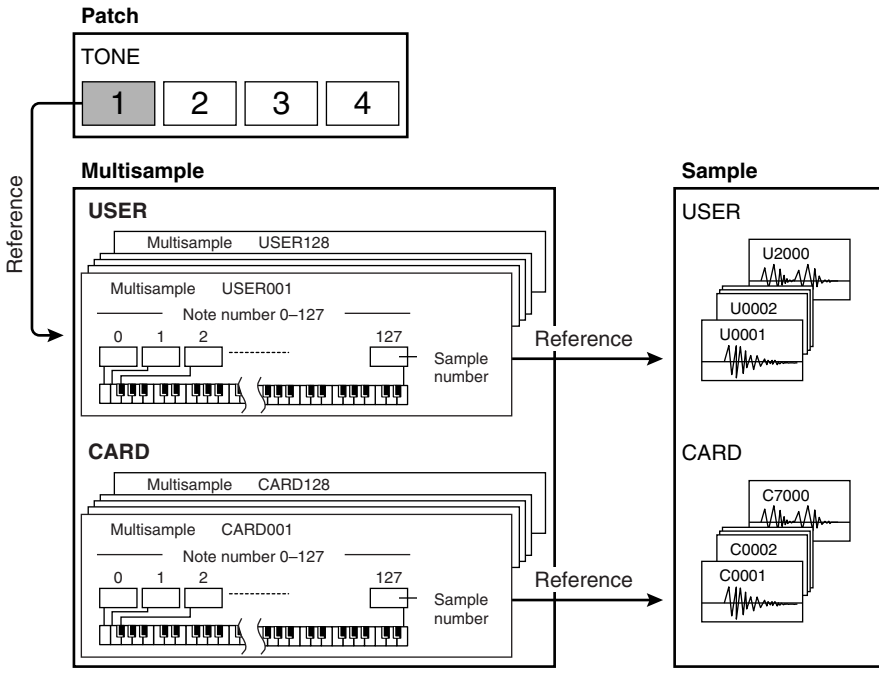 Patch
TONE
1 2 3 4
Reference
Multisample
USER
Multisample USER128
Multisample USER001
Note number 0–127
0 1 2 127
Sample
number
Reference
CARD
Multisample CARD128
Multisample CARD001
Note number 0–127
0 1 2 127
Sample
number
Reference
Sample
USER
U2000
U0002
U0001
CARD
C7000
C0002
C0001